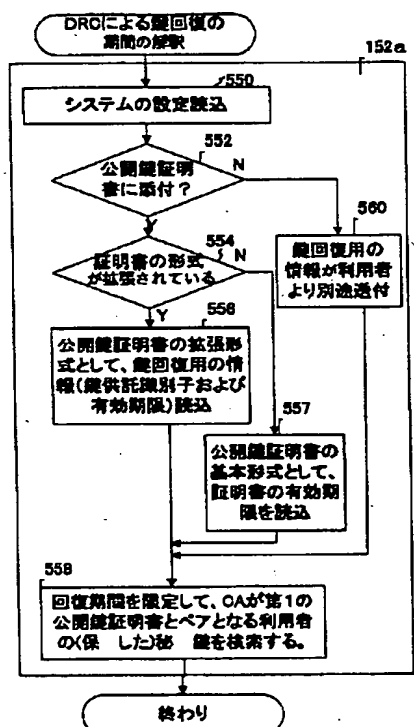 DRCによる鍵回復の
期間の解釈
152a
550
システムの設定読込
552
公開鍵証明
書に添付？
N
Y
554
560
証明書の形式
が拡張されている
N
鍵回復用の
情報が利用者
より別途送付
Y
556
公開鍵証明書の拡張形
式として、鍵回復用の情
報(鍵供託識別子および
有効期限)読込
557
公開鍵証明書の
基本形式として、
証明書の有効期
限を読込
558
回復期間を限定して、CAが第1の
公開鍵証明書とペアとなる利用者
の(保 した)秘 鍵を検索する。
終わり